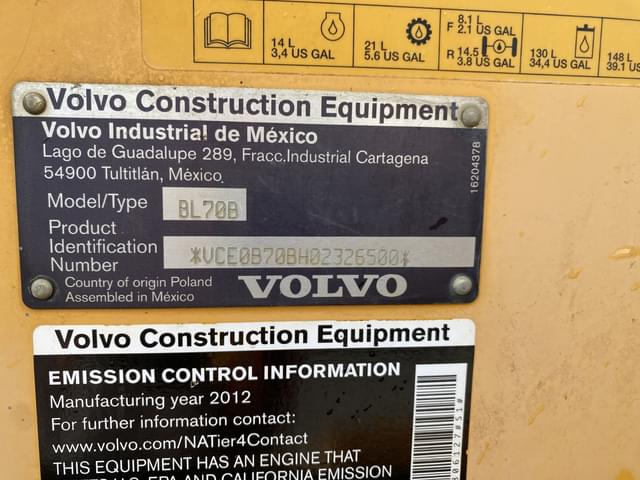 14 L
3,4 US GAL
21 L
5.6 US GAL
F 8.1 L
2.1 US GAL
R 14.5 L
3.8 US GAL
130 L
34,4 US GAL
148 L
39.1 US
Volvo Construction Equipment
Volvo Industrial de México
Lago de Guadalupe 289, Fracc.Industrial Cartagena
54900 Tultitlán, México
Model/Type BL70B
Product
Identification
Number *VCE0B70BH02326500*
Country of origin Poland
Assembled in México
VOLVO
16204378
Volvo Construction Equipment
EMISSION CONTROL INFORMATION
Manufacturing year 2012
For further information contact:
www.volvo.com/NATier4Contact
THIS EQUIPMENT HAS AN ENGINE THAT
U.S. EPA AND CALIFORNIA EMISSION